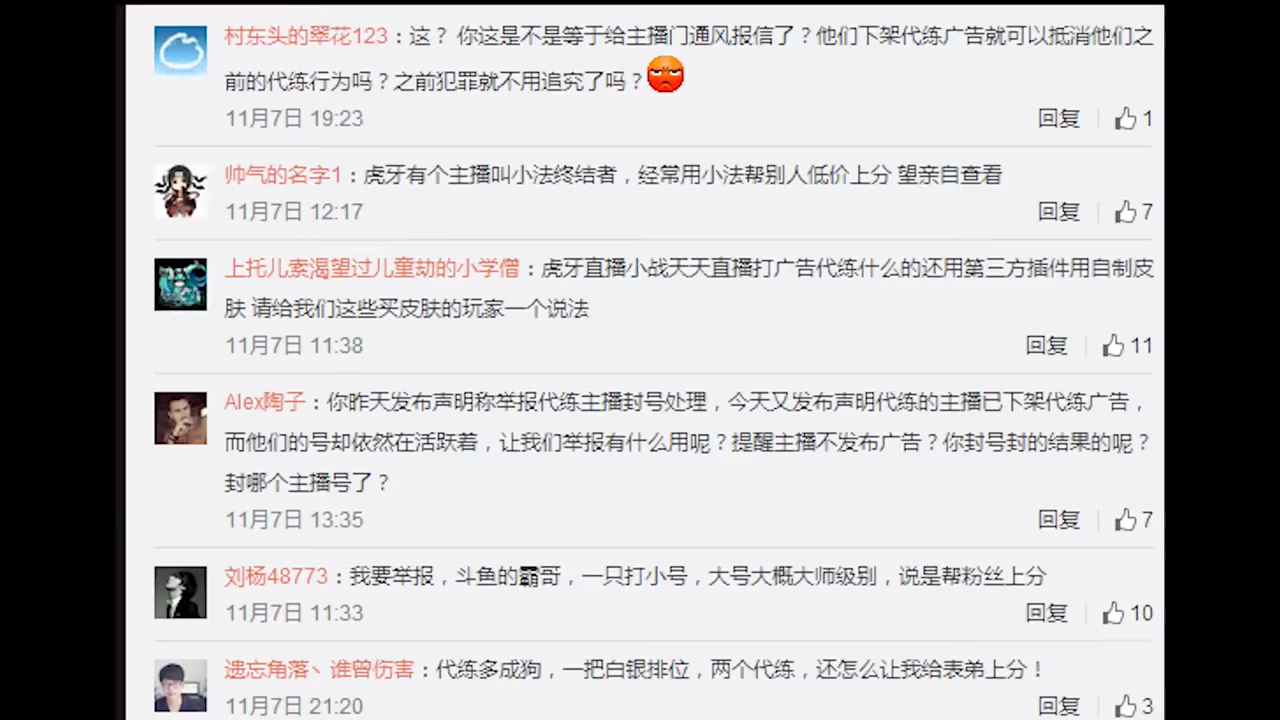 村东头的翠花123：这？ 你这是不是等于给主播门通风报信了？他们下架代练广告就可以抵消他们之
前的代练行为吗？之前犯罪就不用追究了吗？
11月7日 19:23 回复 1
帅气的名字1：虎牙有个主播叫小法终结者，经常用小法帮别人低价上分 望亲自查看
11月7日 12:17 回复 7
上托儿索渴望过儿童劫的小学僧：虎牙直播小战天天直播打广告代练什么的还用第三方插件用自制皮
肤 请给我们这些买皮肤的玩家一个说法
11月7日 11:38 回复 11
Alex陶子：你昨天发布声明称举报代练主播封号处理，今天又发布声明代练的主播已下架代练广告，
而他们的号却依然在活跃着，让我们举报有什么用呢？提醒主播不发布广告？你封号封的结果的呢？
封哪个主播号了？
11月7日 13:35 回复 7
刘杨48773：我要举报，斗鱼的霸哥，一只打小号，大号大概大师级别，说是帮粉丝上分
11月7日 11:33 回复 10
遗忘角落丶谁曾伤害：代练多成狗，一把白银排位，两个代练，还怎么让我给表弟上分！
11月7日 21:20 回复 3